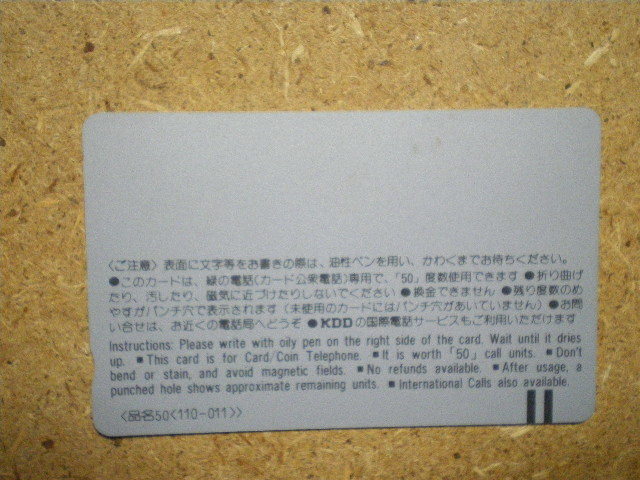 〈ご注意〉表面に文字等をお書きの際は、油性ペンを用い、かわくまでお待ちください。
●このカードは、緑の電話(カード公衆電話)専用で、「50」度数使用できます ●折り曲げ
たり、汚したり、磁気に近づけたりしないでください ●換金できません ●残り度数のめ
やすがパンチ穴で表示されます(未使用のカードにはパンチ穴があいていません) ●お問
い合せは、お近くの電話局へどうぞ ●KDDの国際電話サービスもご利用いただけます
Instructions: Please write with oily pen on the right side of the card. Wait until it dries
up. ■This card is for Card/Coin Telephone. ■It is worth「50」call units. ■Don't
bend or stain, and avoid magnetic fields. ■No refunds available. ■After usage, a
punched hole shows approximate remaining units. ■International Calls also available.
〈品名50〈110-011〉〉